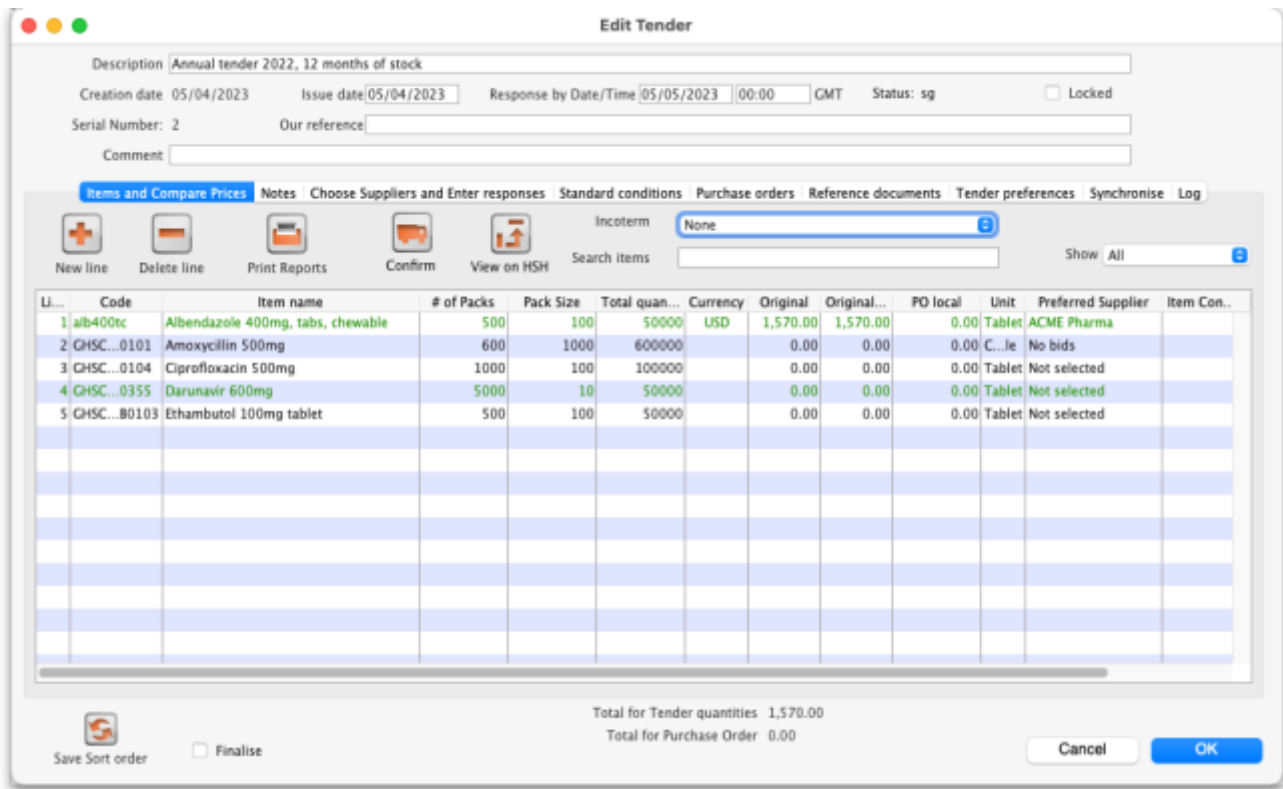 Edit Tender
Description Annual tender 2022, 12 months of stock
Creation date 05/04/2023 Issue date 05/04/2023 Response by Date/Time 05/05/2023 00:00 GMT Status: sg Locked
Serial Number: 2 Our reference
Comment
Items and Compare Prices Notes Choose Suppliers and Enter responses Standard conditions Purchase orders Reference documents Tender preferences Synchronise Log
Incoterm None
New line Delete line Print Reports Confirm View on HSH Search items Show All
Li... Code Item name # of Packs Pack Size Total quan... Currency Original Original... PO local Unit Preferred Supplier Item Con..
1 alb400tc Albendazole 400mg, tabs, chewable 500 100 50000 USD 1,570.00 1,570.00 0.00 Tablet ACME Pharma
2 GHSC...0101 Amoxycillin 500mg 600 1000 600000 0.00 0.00 0.00 C...le No bids
3 GHSC...0104 Ciprofloxacin 500mg 1000 100 100000 0.00 0.00 0.00 Tablet Not selected
4 GHSC...0355 Darunavir 600mg 5000 10 50000 0.00 0.00 0.00 Tablet Not selected
5 GHSC...80103 Ethambutol 100mg tablet 500 100 50000 0.00 0.00 0.00 Tablet Not selected
Total for Tender quantities 1,570.00
Total for Purchase Order 0.00
Save Sort order Finalise Cancel OK